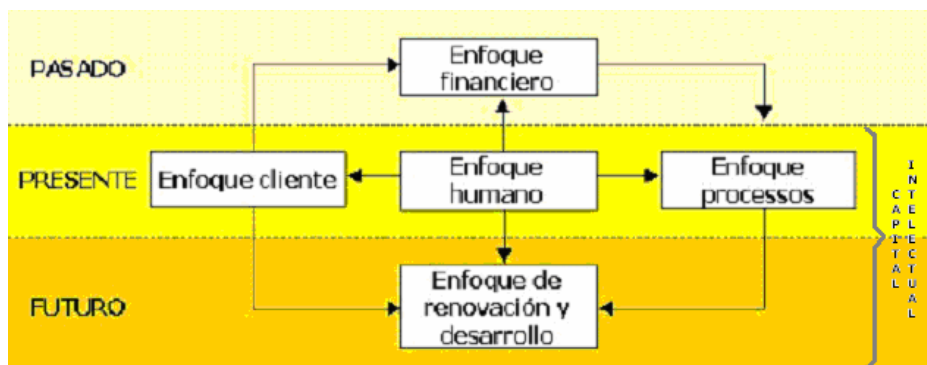 PASADO
Enfoque
financiero
PRESENTE
Enfoque cliente
Enfoque
humano
Enfoque
processos
FUTURO
Enfoque de
renovación y
desarrollo
CAPITAL
INTELECTUAL